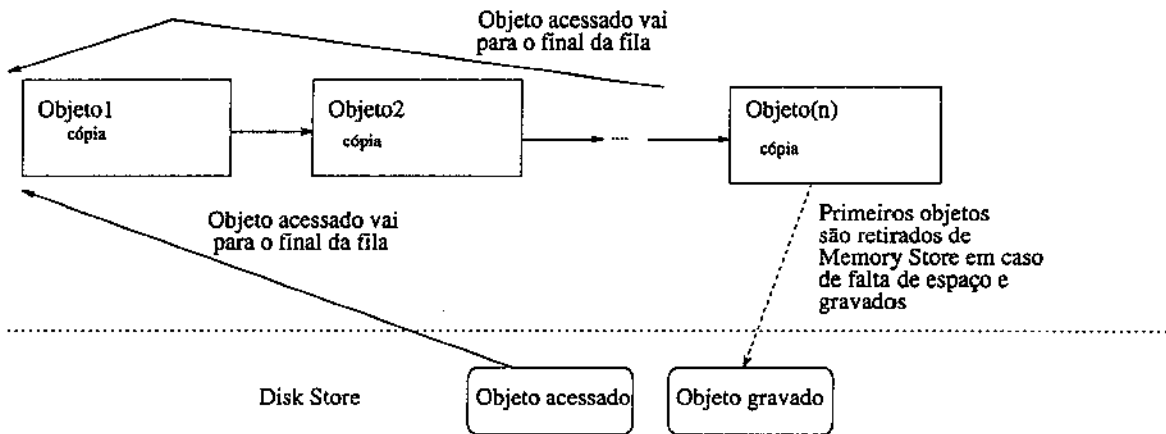 Objeto acessado vai
para o final da fila
Objeto1
cópia
Objeto2
cópia
....
Objeto(n)
cópia
Objeto acessado vai
para o final da fila
Primeiros objetos
são retirados de
Memory Store em caso
de falta de espaço e
gravados
Disk Store
Objeto acessado
Objeto gravado